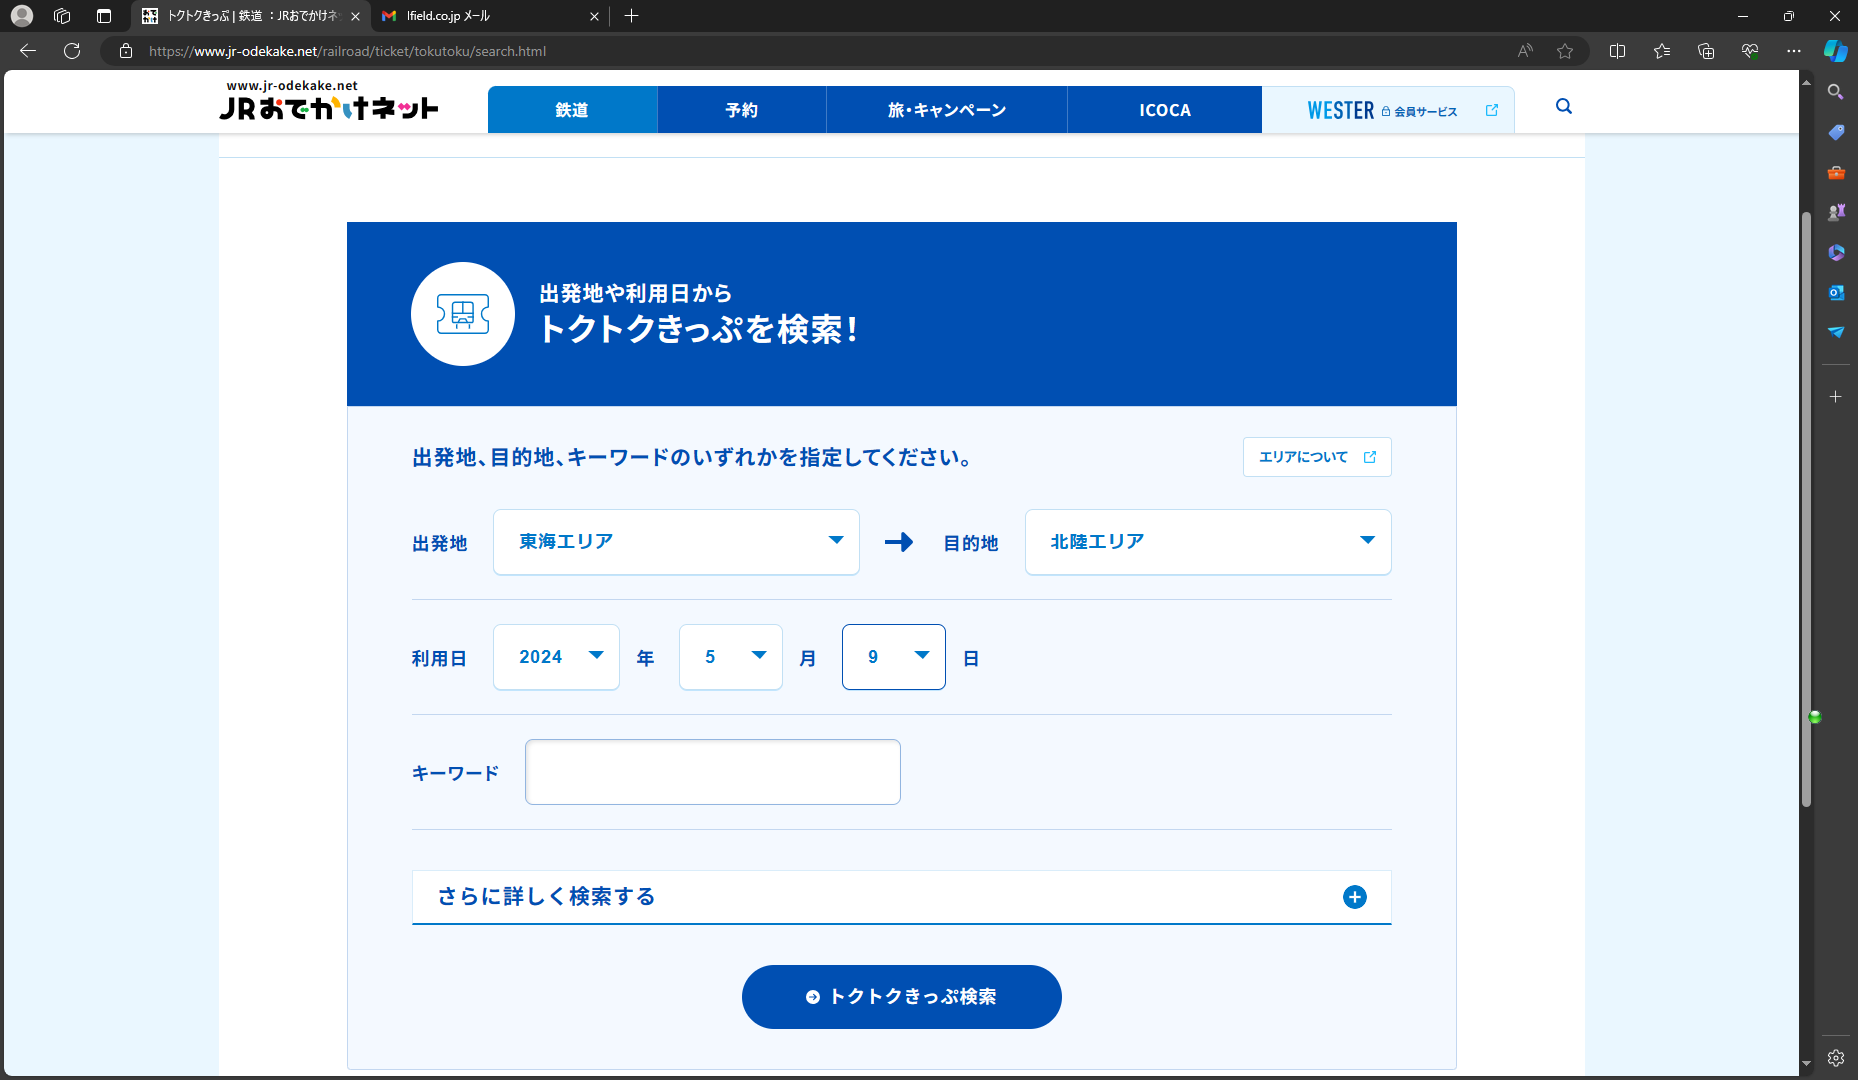 トクトクきっぷ | 鉄道 ：JRおでかけネ
lfield.co.jp メール
https://www.jr-odekake.net/railroad/ticket/tokutoku/search.html
www.jr-odekake.net
JRおでかけネット
鉄道
予約
旅・キャンペーン
ICOCA
WESTER 会員サービス
出発地や利用日から
トクトクきっぷを検索！
出発地、目的地、キーワードのいずれかを指定してください。
エリアについて
出発地
東海エリア
目的地
北陸エリア
利用日
2024
年
5
月
9
日
キーワード
さらに詳しく検索する
トクトクきっぷ検索